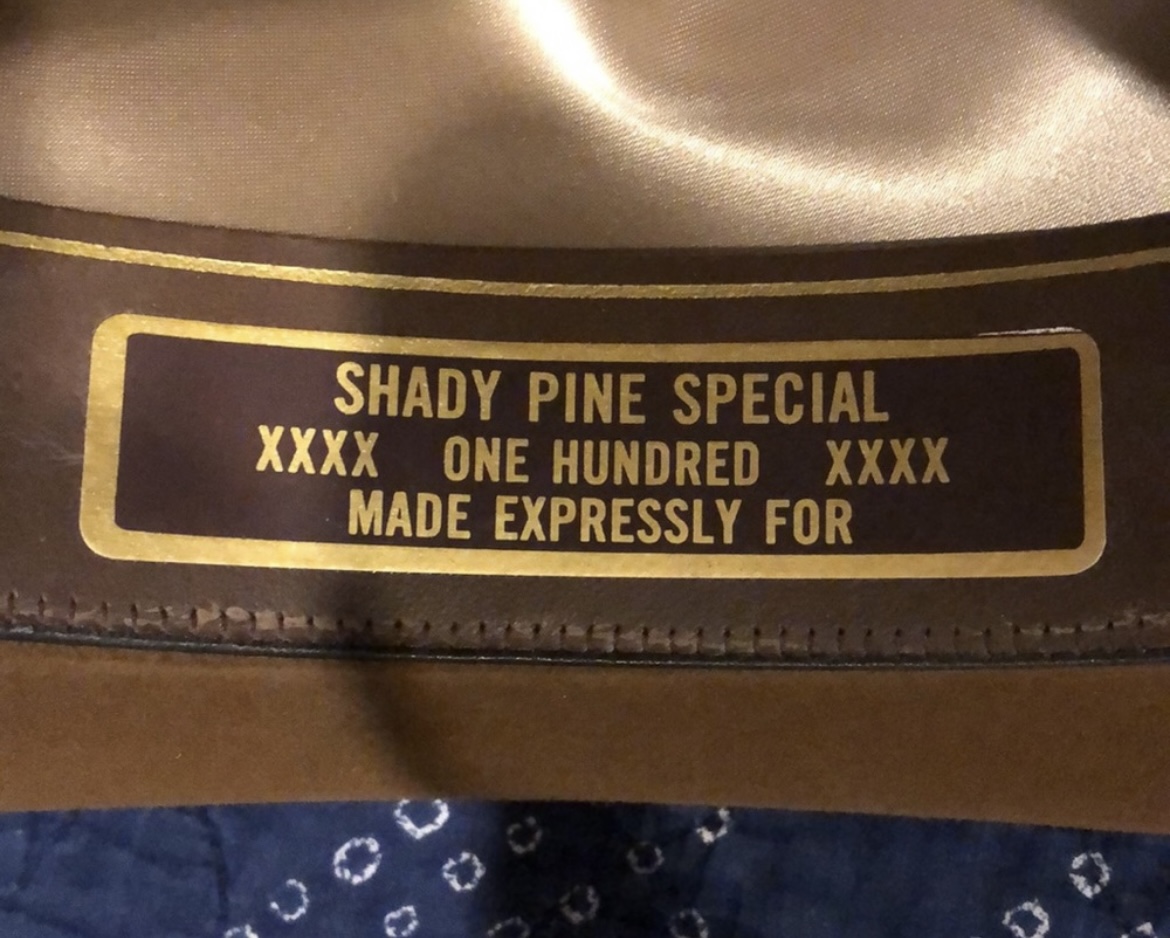 SHADY PINE SPECIAL
XXXX ONE HUNDRED XXXX
MADE EXPRESSLY FOR